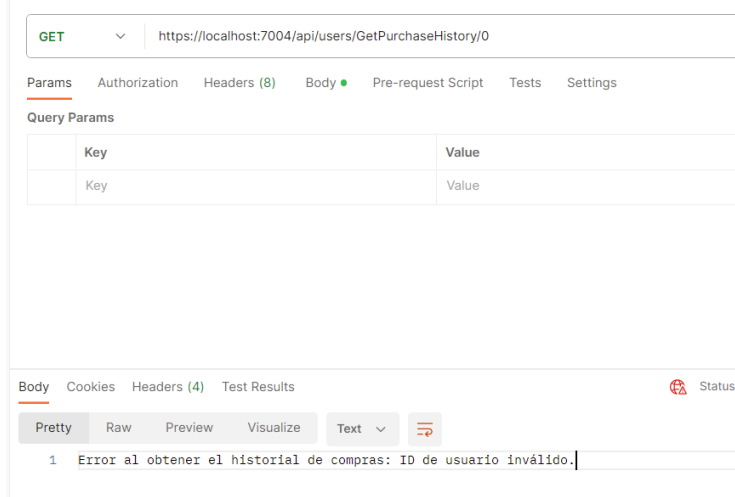 GET https://localhost:7004/api/users/GetPurchaseHistory/0
Params Authorization Headers (8) Body Pre-request Script Tests Settings
Query Params
Key Value
Key Value
Body Cookies Headers (4) Test Results Status
Pretty Raw Preview Visualize Text
1 Error al obtener el historial de compras: ID de usuario inválido.